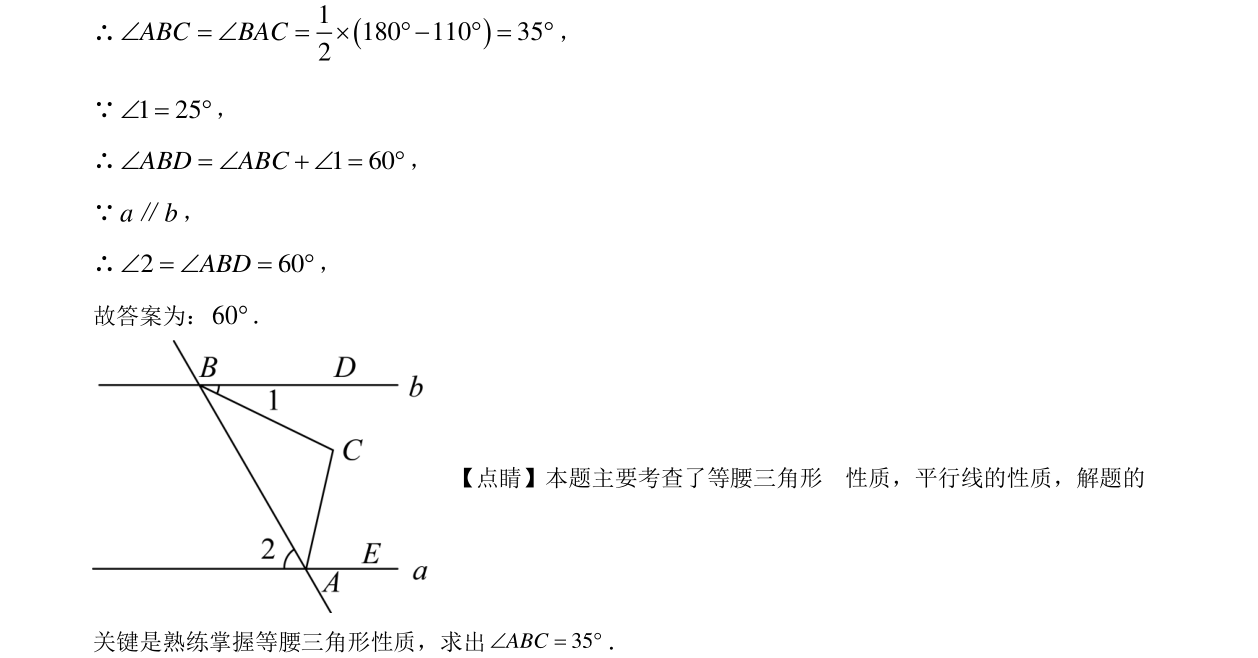 ∴ ∠ABC = ∠BAC = 1/2 × (180° − 110°) = 35°，
∵ ∠1 = 25°，
∴ ∠ABD = ∠ABC + ∠1 = 60°，
∵ a // b，
∴ ∠2 = ∠ABD = 60°，
故答案为：60°．
B D b
1
C
2 E a
A
【点睛】本题主要考查了等腰三角形 性质，平行线的性质，解题的
关键是熟练掌握等腰三角形性质，求出∠ABC = 35°．